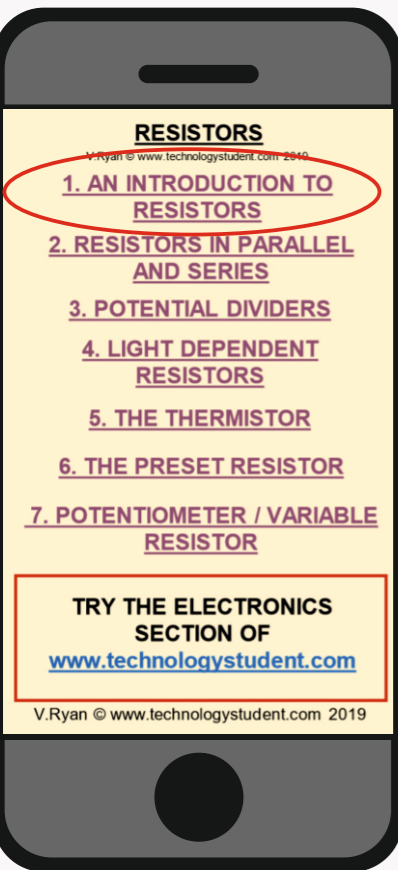 RESISTORS
V.Ryan © www.technologystudent.com 2019
1. AN INTRODUCTION TO
RESISTORS
2. RESISTORS IN PARALLEL
AND SERIES
3. POTENTIAL DIVIDERS
4. LIGHT DEPENDENT
RESISTORS
5. THE THERMISTOR
6. THE PRESET RESISTOR
7. POTENTIOMETER / VARIABLE
RESISTOR
TRY THE ELECTRONICS
SECTION OF
www.technologystudent.com
V.Ryan © www.technologystudent.com 2019